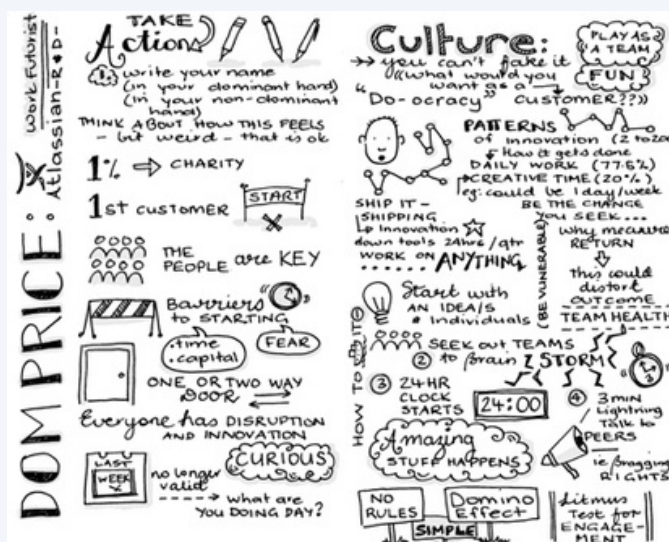 DOM PRICE:
Work Futurist
Atlassian-R+D-
TAKE
Action
① write your name
(in your dominant hand)
(in your non-dominant
hand)
THINK ABOUT HOW THIS FEELS
- bit weird - that is ok
1% ⇒ CHARITY
1st customer
START
THE
PEOPLE are KEY
Barriers
to STARTING
•time
•capital
FEAR
ONE OR TWO WAY
DOOR
Everyone has DISRUPTION
AND INNOVATION
CURIOUS
LAST
WEEK
no longer
valid
what are
you DOING DAY?
Culture:
→→ you can't fake it
"what would you
want as a
CUSTOMER??"
"Do-ocracy"
PLAY AS
A TEAM
FUN
PATTERNS
of innovation
↳ How it gets done
DAILY WORK
CREATIVE TIME (20%)
eg: could be 1 day/week
BE THE CHANGE
YOU SEEK...
SHIP IT -
SHIPPING
↳ Innovation ☆
down tools 24hrs/qtr
WORK on ANYTHING
(BE VUNERABLE)
why measure
RETURN
this could
distort
OUTCOME
TEAM HEALTH
HOW TO
Start with
an IDEA/S
& Individuals
SEEK OUT TEAMS
② to brain STORM
③ 24HR
CLOCK
STARTS
24:00
④ 3 min
Lightning
Talk to
PEERS
ie Bragging
RIGHTS
Amazing
STUFF HAPPENS
NO
RULES
Domino
Effect
SIMPLE
Litmus
Test for
ENGAGE-
MENT